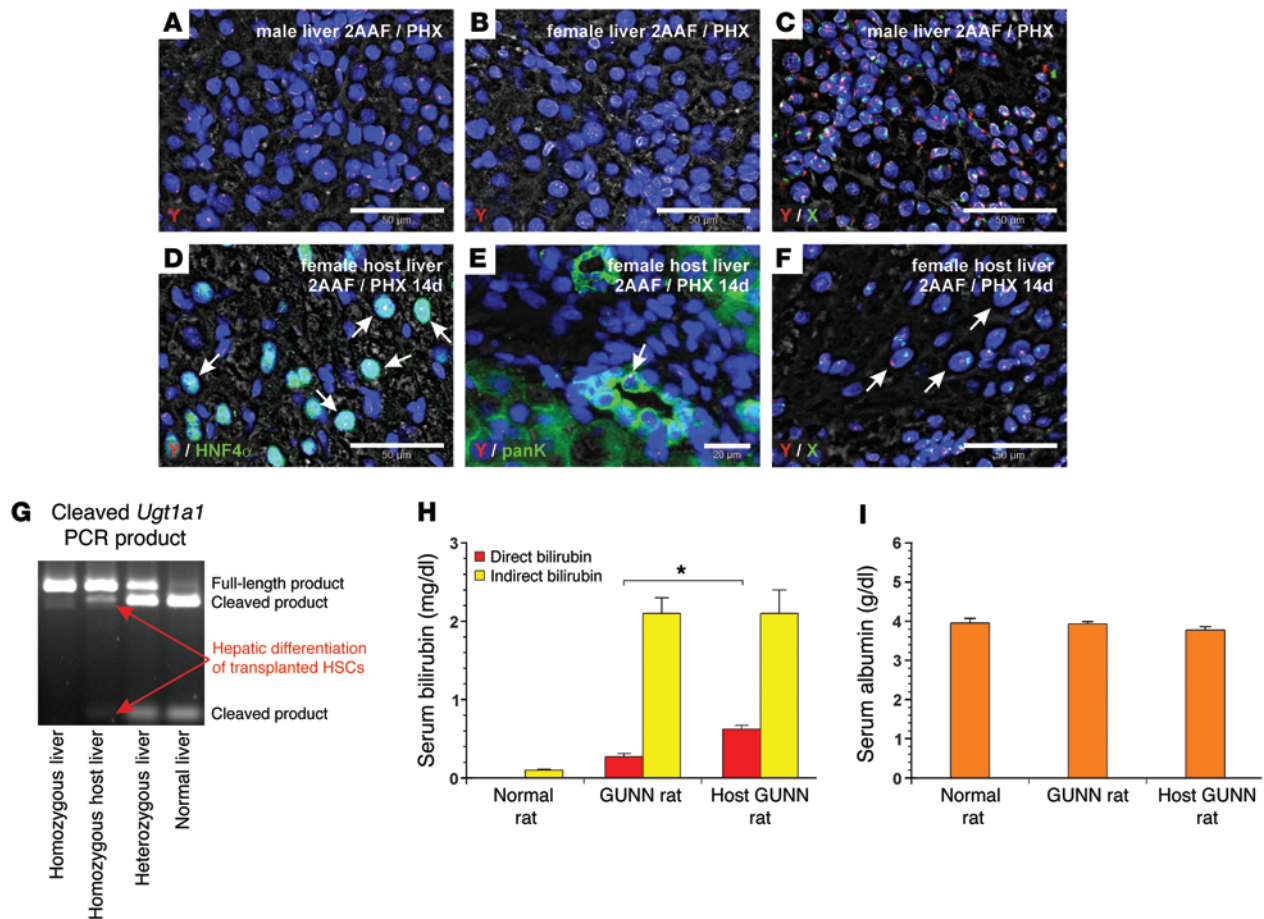 A
male liver 2AAF / PHX
Y
50 µm
B
female liver 2AAF / PHX
Y
50 µm
C
male liver 2AAF / PHX
Y / X
50 µm
D
female host liver
2AAF / PHX 14d
Y / HNF4α
50 µm
E
female host liver
2AAF / PHX 14d
Y / panK
20 µm
F
female host liver
2AAF / PHX 14d
Y / X
50 µm
G
Cleaved Ugt1a1
PCR product
Full-length product
Cleaved product
Hepatic differentiation
of transplanted HSCs
Cleaved product
Homozygous liver
Homozygous host liver
Heterozygous liver
Normal liver
H
Serum bilirubin (mg/dl)
3
2
1
0
Direct bilirubin
Indirect bilirubin
*
Normal
rat
GUNN rat
Host GUNN
rat
I
Serum albumin (g/dl)
6
5
4
3
2
1
0
Normal
rat
GUNN rat
Host GUNN
rat